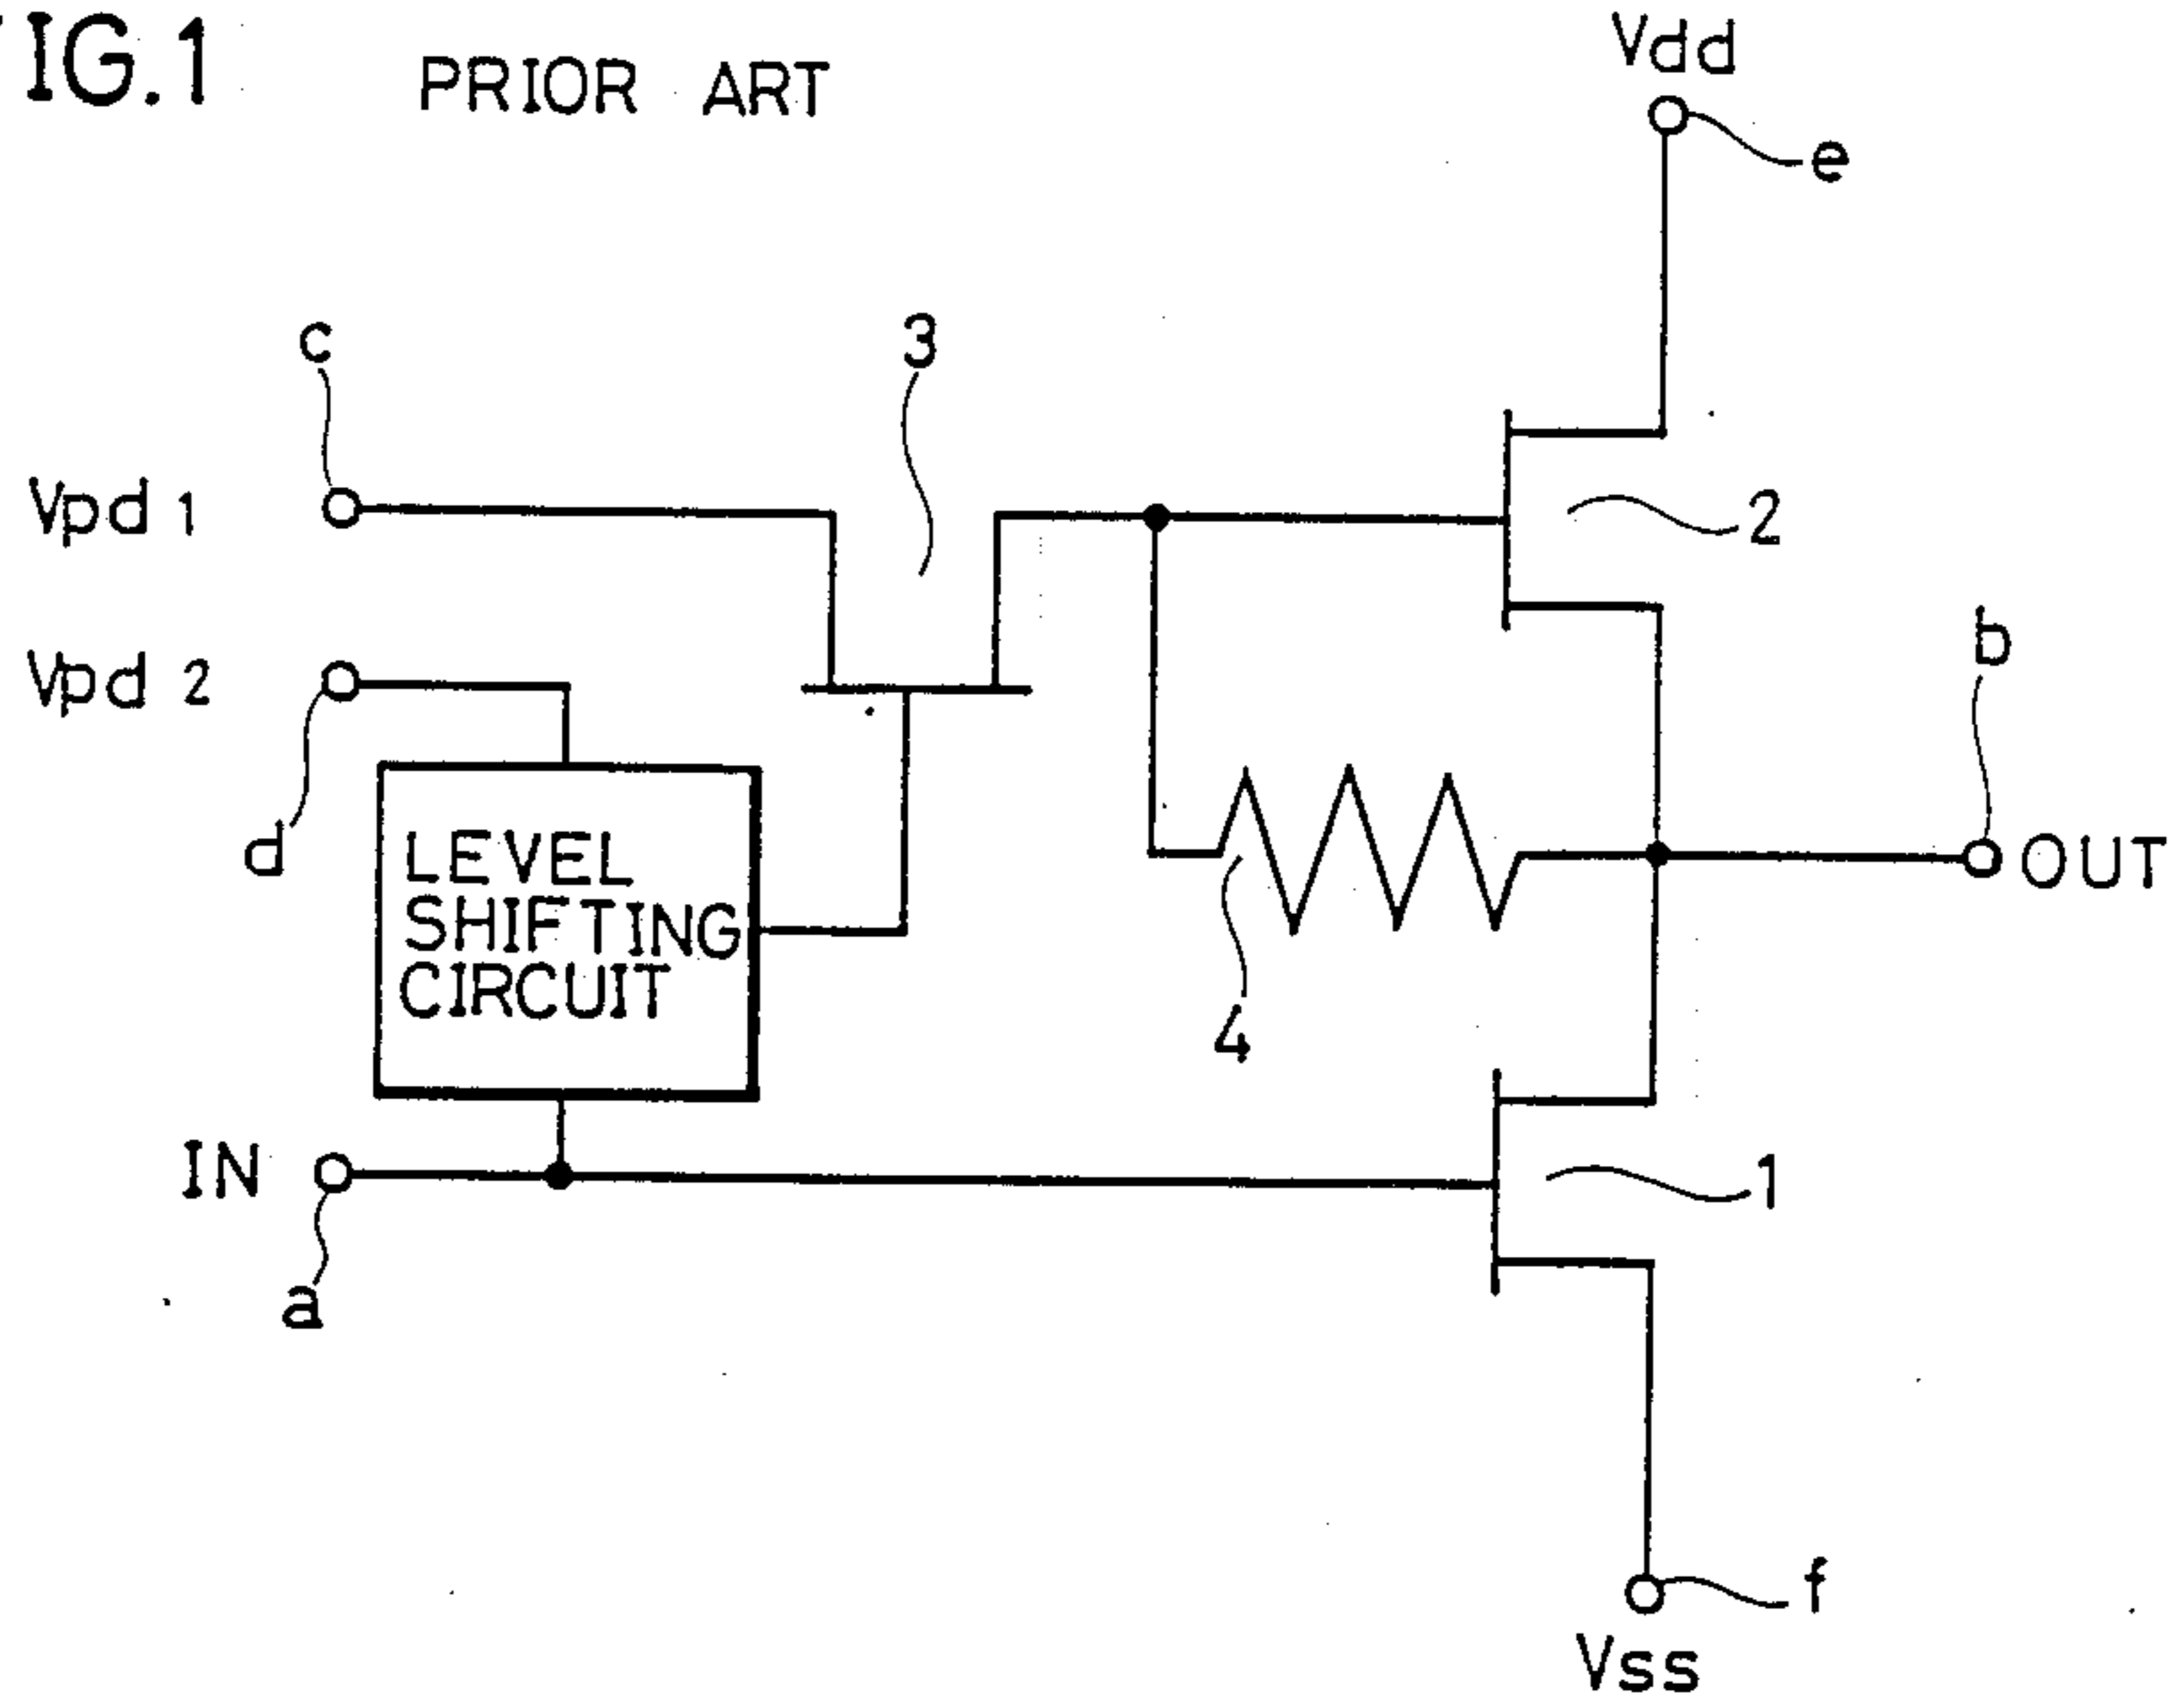 FIG.1
PRIOR ART
Vdd
e
c
3
Vpd 1
2
b
Vpd 2
d
LEVEL
SHIFTING
CIRCUIT
OUT
4
IN
1
a
f
Vss